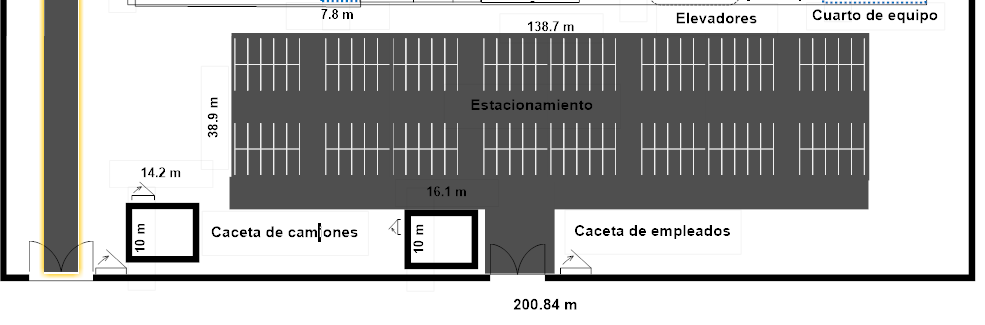 7.8 m
Elevadores
Cuarto de equipo
138.7 m
Estacionamiento
38.9 m
14.2 m
16.1 m
10 m
Caceta de camiones
10 m
Caceta de empleados
200.84 m